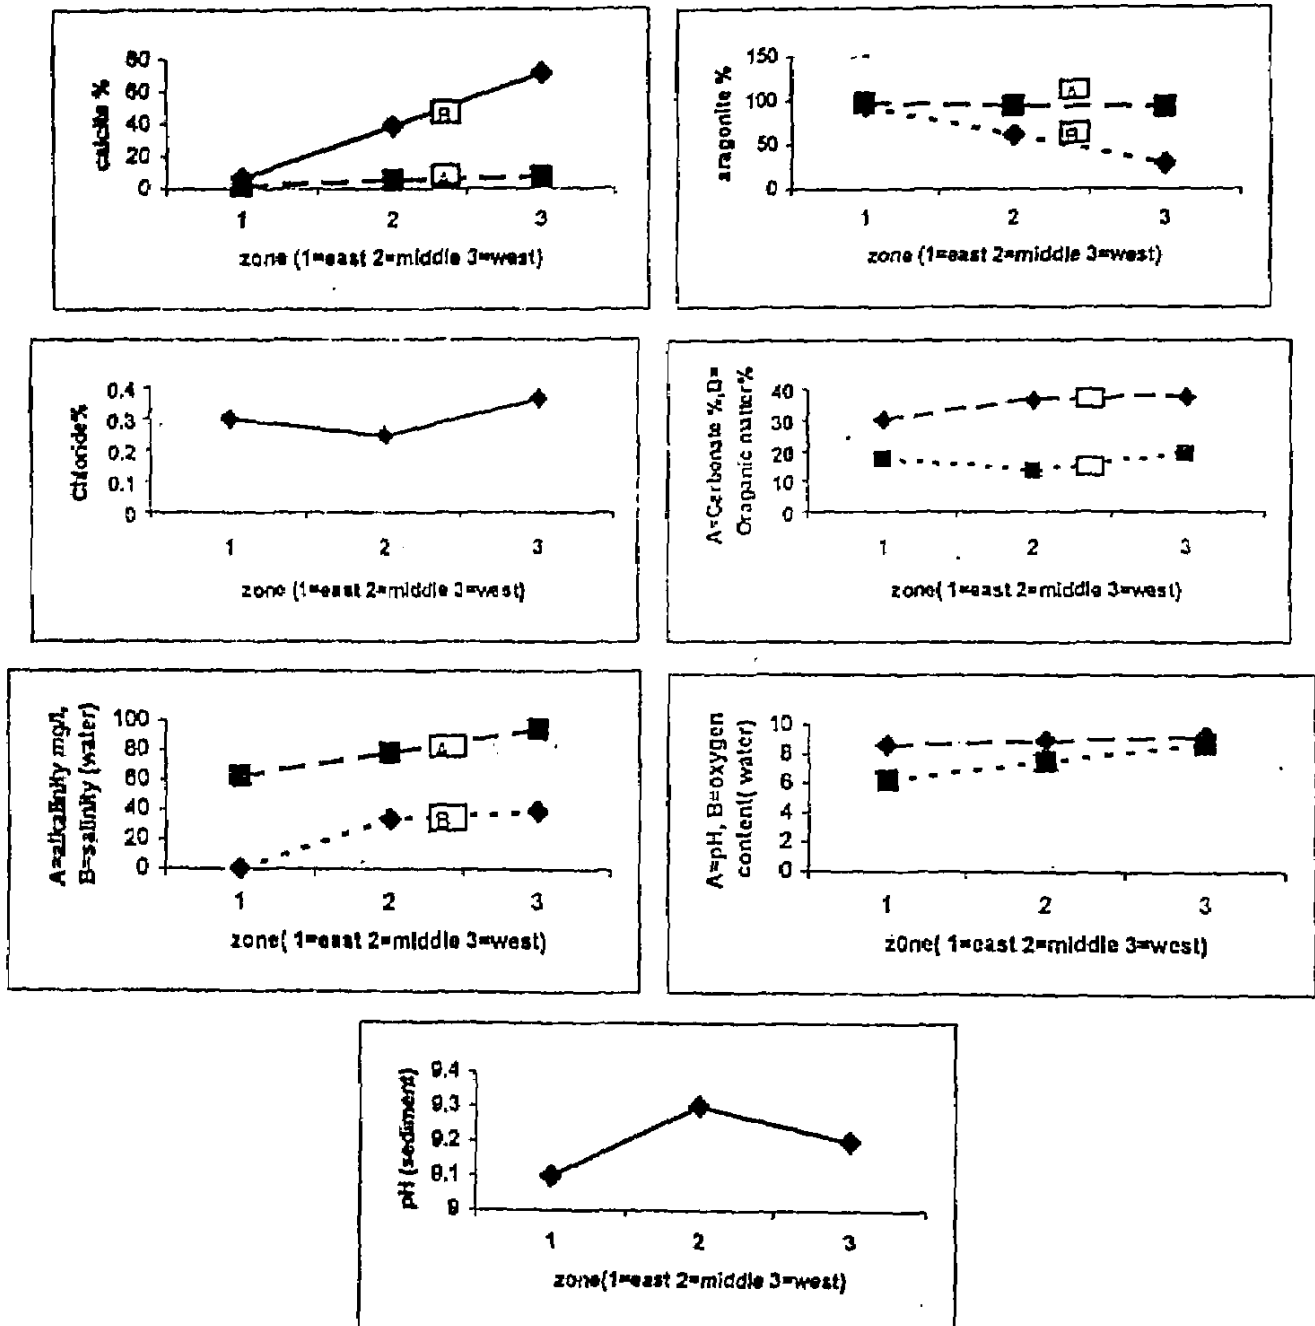 calcite %
80
60
40
20
0
B
A
1 2 3
zone (1=east 2=middle 3=west)
aragonite %
150
100
50
0
A
B
1 2 3
zone (1=east 2=middle 3=west)
Chloride%
0.4
0.3
0.2
0.1
0
1 2 3
zone (1=east 2=middle 3=west)
A=Carbonate %,B=
Oraganic matter%
40
30
20
10
0
1 2 3
zone( 1=east 2=middle 3=west)
A=alkalinity mg/l,
B=salinity (water)
100
80
60
40
20
0
A
B
1 2 3
zone( 1=east 2=middle 3=west)
A=pH, B=oxygen
content( water)
10
8
6
4
2
0
1 2 3
zone( 1=east 2=middle 3=west)
pH (sediment)
9.4
9.3
9.2
9.1
9
1 2 3
zone(1=east 2=middle 3=west)